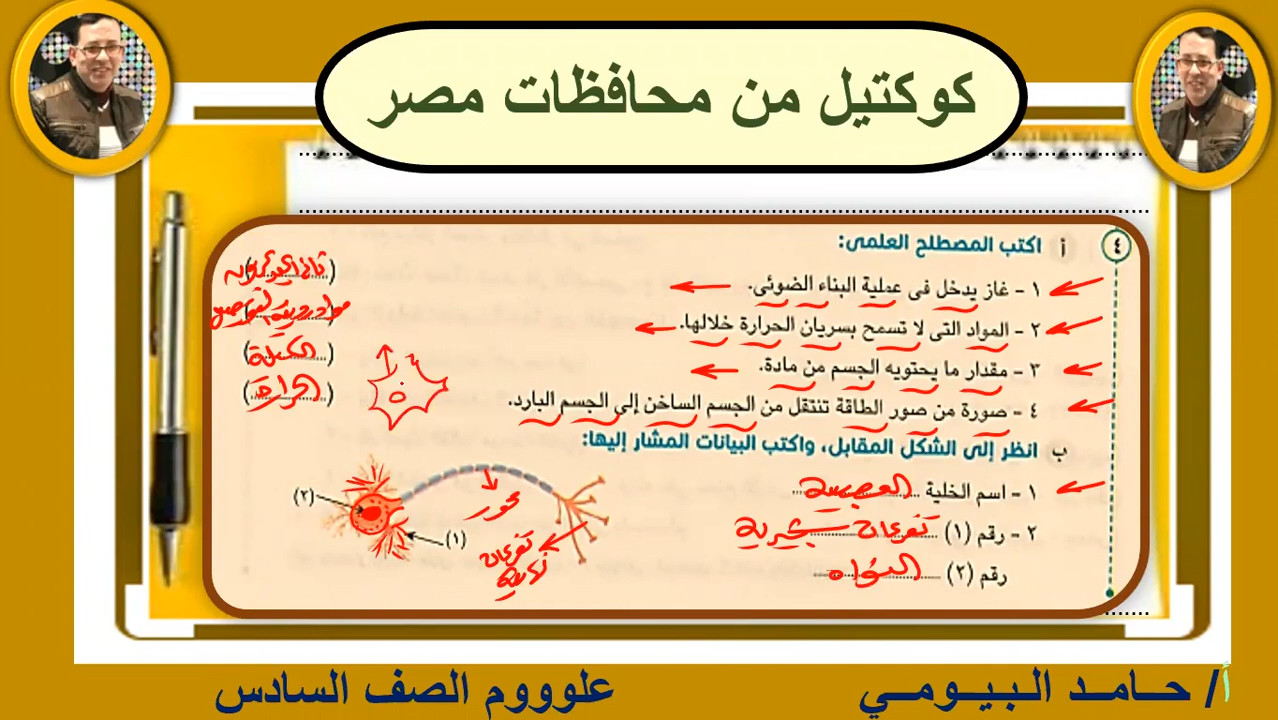 كوكتيل من محافظات مصر
٤ أ اكتب المصطلح العلمى:
١ - غاز يدخل فى عملية البناء الضوئى. (غاز ثانى أكسيد الكربون)
٢ - المواد التى لا تسمح بسريان الحرارة خلالها. (مواد رديئة التوصيل)
٣ - مقدار ما يحتويه الجسم من مادة. (الكتلة)
٤ - صورة من صور الطاقة تنتقل من الجسم الساخن إلى الجسم البارد. (الحرارة)
ب انظر إلى الشكل المقابل، واكتب البيانات المشار إليها:
١ - اسم الخلية العصبية
٢ - رقم (١) تفرعات شجيرية
رقم (٢) النواة
(٢)
محور
(١)
تفرعات
نهائية
أ/ حـامـد الـبـيـومـي
علوووم الصف السادس